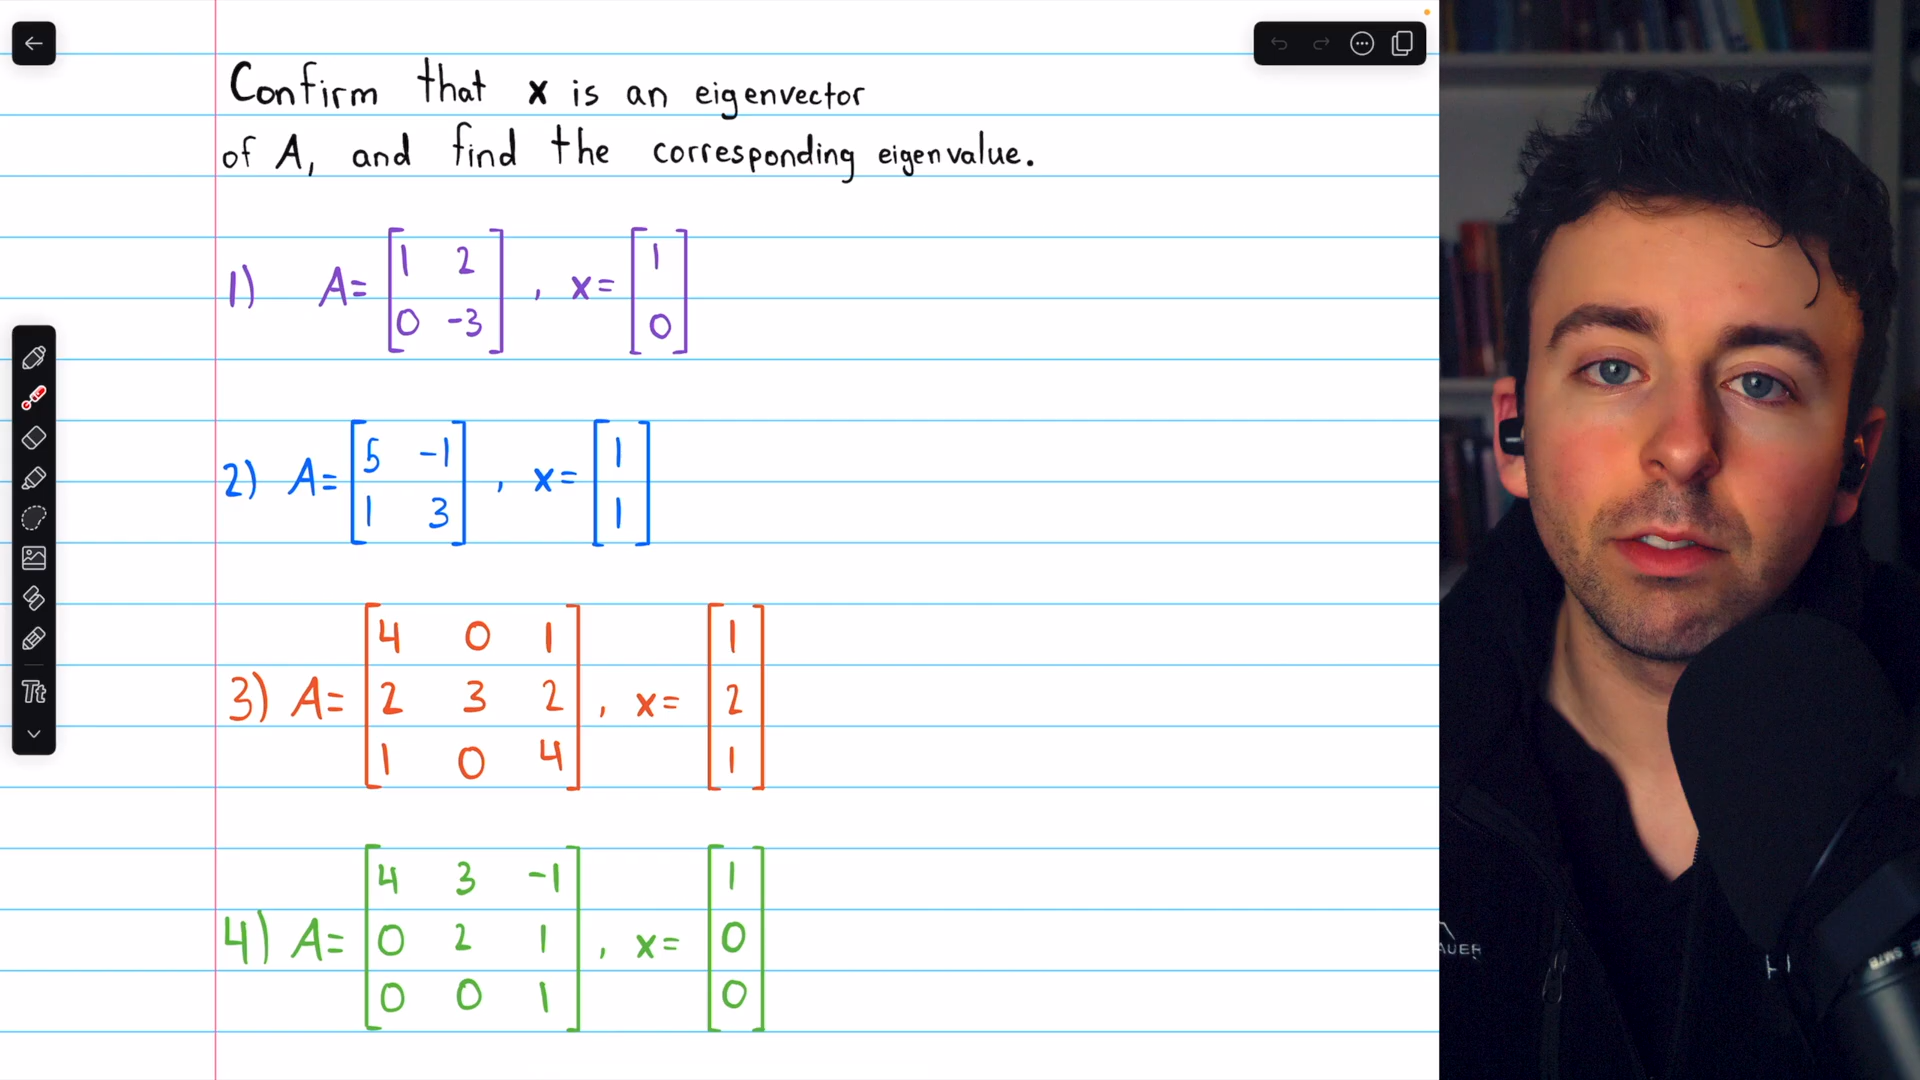 Confirm that x is an eigenvector
of A, and find the corresponding eigenvalue.
1) A= [1 2 , x= [1
0 -3] 0]
2) A= [5 -1 , x= [1
1 3] 1]
3) A= [4 0 1 , x= [1
2 3 2 2
1 0 4] 1]
4) A= [4 3 -1 , x= [1
0 2 1 0
0 0 1] 0]
Tt